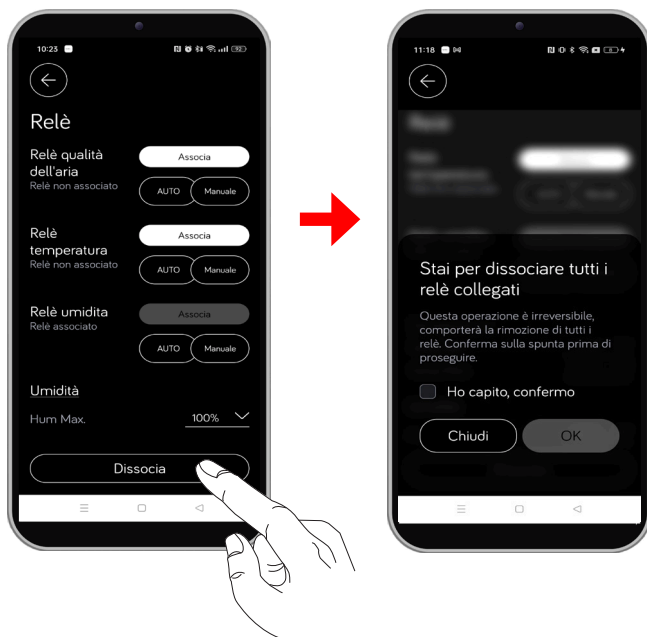 10:23
92
Relè
Relè qualità
dell'aria
Relè non associato
Associa
AUTO
Manuale
Relè
temperatura
Relè non associato
Associa
AUTO
Manuale
Relè umidita
Relè associato
Associa
AUTO
Manuale
Umidità
Hum Max.
100%
Dissocia
11:18
Stai per dissociare tutti i
relè collegati
Questa operazione è irreversibile,
comporterà la rimozione di tutti i
relè. Conferma sulla spunta prima di
proseguire.
Ho capito, confermo
Chiudi
OK